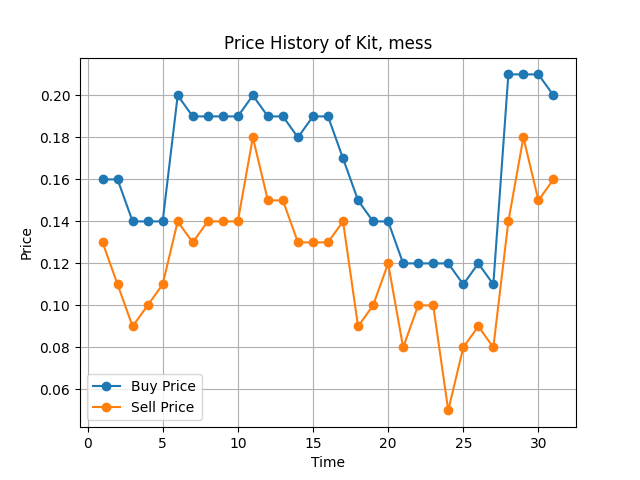 Price History of Kit, mess
Price
0.20
0.18
0.16
0.14
0.12
0.10
0.08
0.06
Buy Price
Sell Price
0 5 10 15 20 25 30
Time